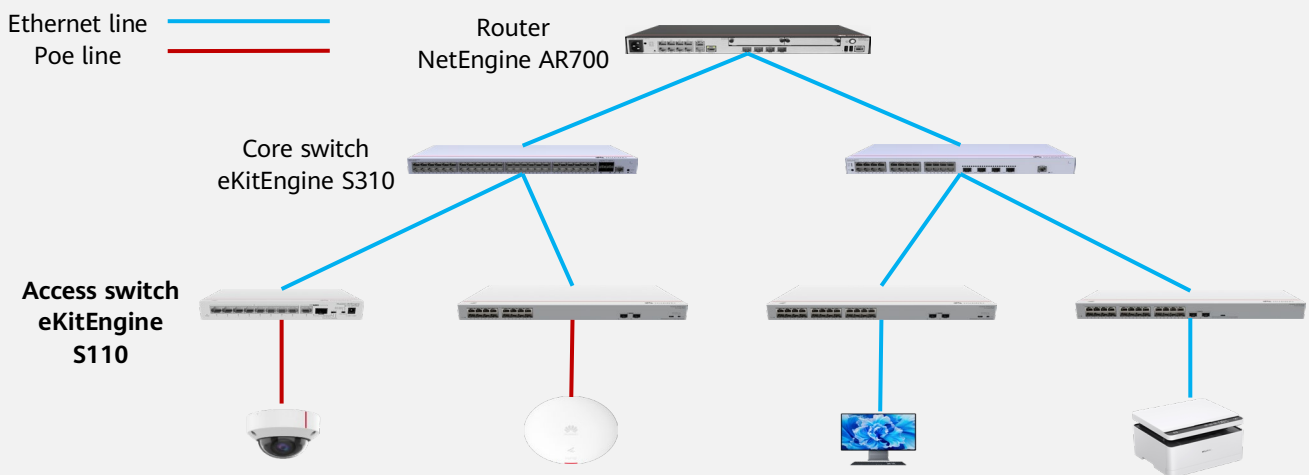 Ethernet line
Poe line
Router
NetEngine AR700
Core switch
eKitEngine S310
Access switch
eKitEngine
S110